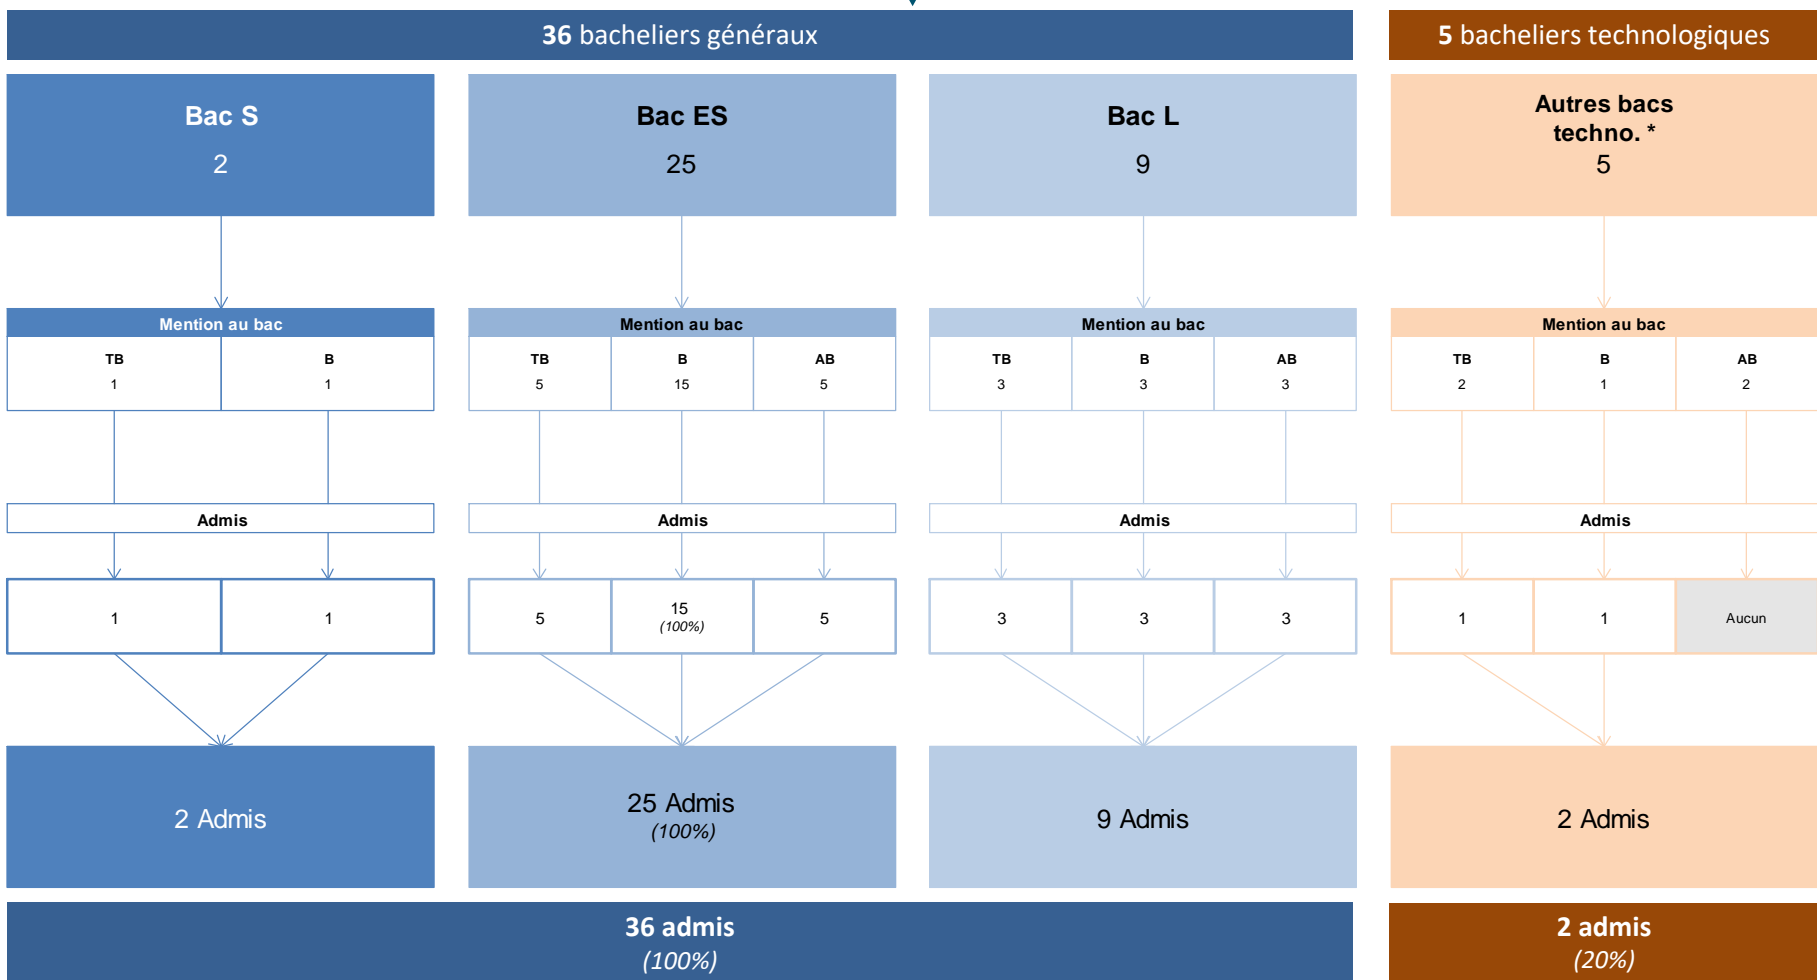 36 bacheliers généraux
5 bacheliers technologiques
Bac S
2
Bac ES
25
Bac L
9
Autres bacs
techno. *
5
Mention au bac
TB
B
1
1
Mention au bac
TB
B
AB
5
15
5
Mention au bac
TB
B
AB
3
3
3
Mention au bac
TB
B
AB
2
1
2
Admis
Admis
Admis
Admis
1
1
5
15
(100%)
5
3
3
3
1
1
Aucun
2 Admis
25 Admis
(100%)
9 Admis
2 Admis
36 admis
(100%)
2 admis
(20%)